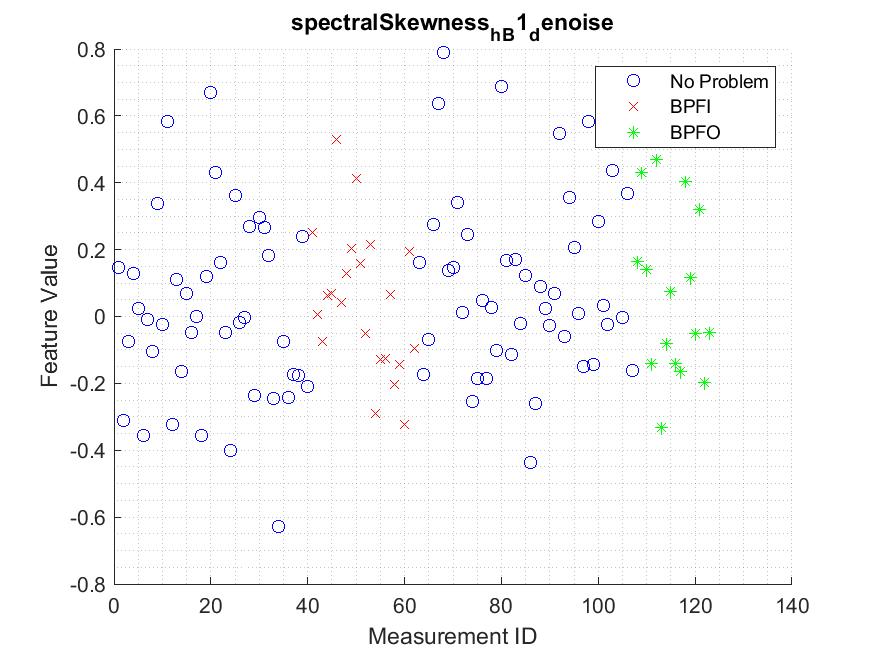 spectralSkewness_hB1_denoise
0.8
0.6
0.4
0.2
0
-0.2
-0.4
-0.6
-0.8
Feature Value
No Problem
BPFI
BPFO
0 20 40 60 80 100 120 140
Measurement ID